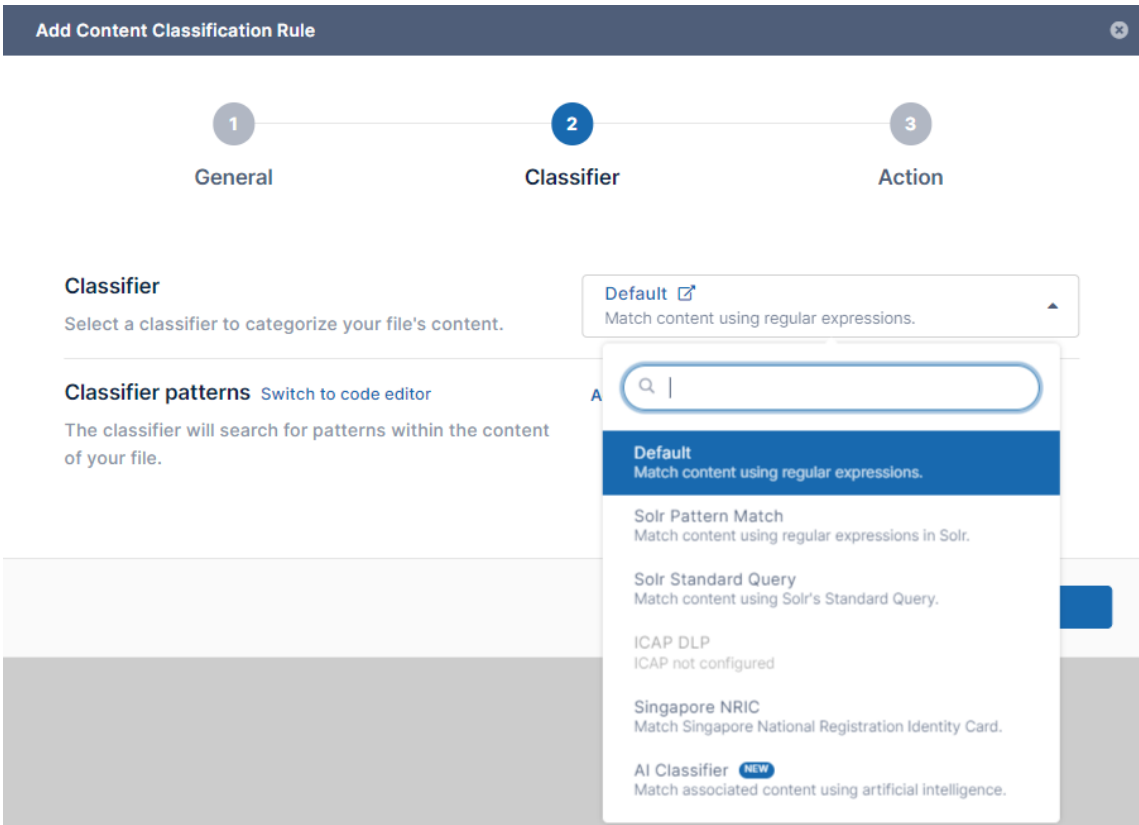 Add Content Classification Rule
1
2
3
General
Classifier
Action
Classifier
Select a classifier to categorize your file's content.
Default
Match content using regular expressions.
Classifier patterns Switch to code editor
The classifier will search for patterns within the content
of your file.
A
Default
Match content using regular expressions.
Solr Pattern Match
Match content using regular expressions in Solr.
Solr Standard Query
Match content using Solr's Standard Query.
ICAP DLP
ICAP not configured
Singapore NRIC
Match Singapore National Registration Identity Card.
AI Classifier NEW
Match associated content using artificial intelligence.